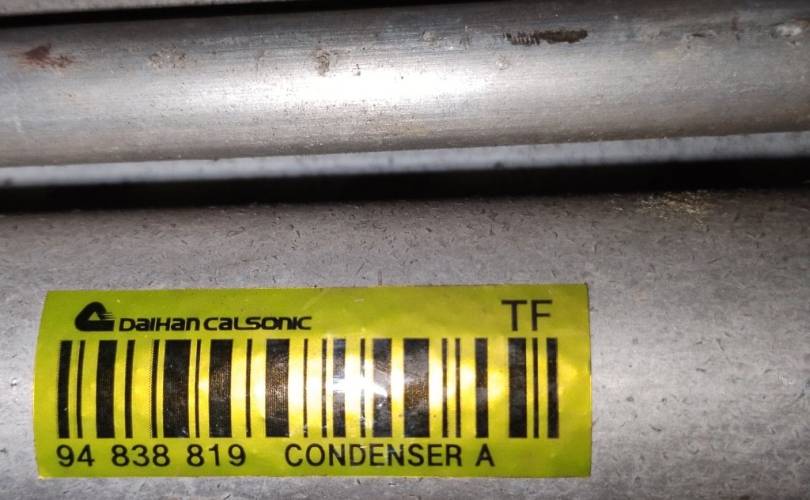 DAIHAN CALSONIC TF
94 838 819 CONDENSER A